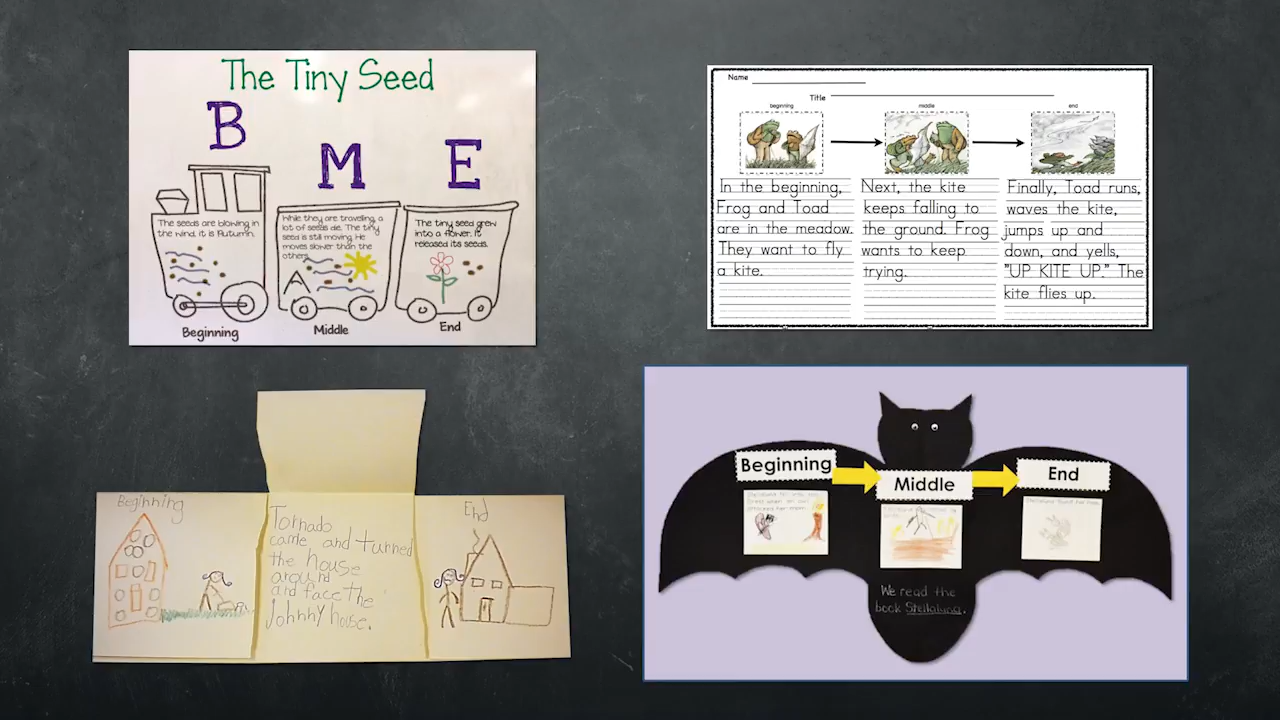 The Tiny Seed
B
M
E
The seeds are blowing in
the wind, it is Autumn.
While they are traveling, a
lot of seeds die. The tiny
seed is still moving. He
moves slower than the
others.
The tiny seed grew
into a flower. It
released its seeds.
Beginning
Middle
End
Name
Title
beginning
middle
end
In the beginning,
Frog and Toad
are in the meadow.
They want to fly
a kite.
Next, the kite
keeps falling to
the ground. Frog
wants to keep
trying.
Finally, Toad runs,
waves the kite,
jumps up and
down, and yells,
"UP KITE UP." The
kite flies up.
Beginning
Tornado
came and turned
the house
around
and face the
Johnny house.
End
Beginning
Middle
End
We read the
book Stellaluna.